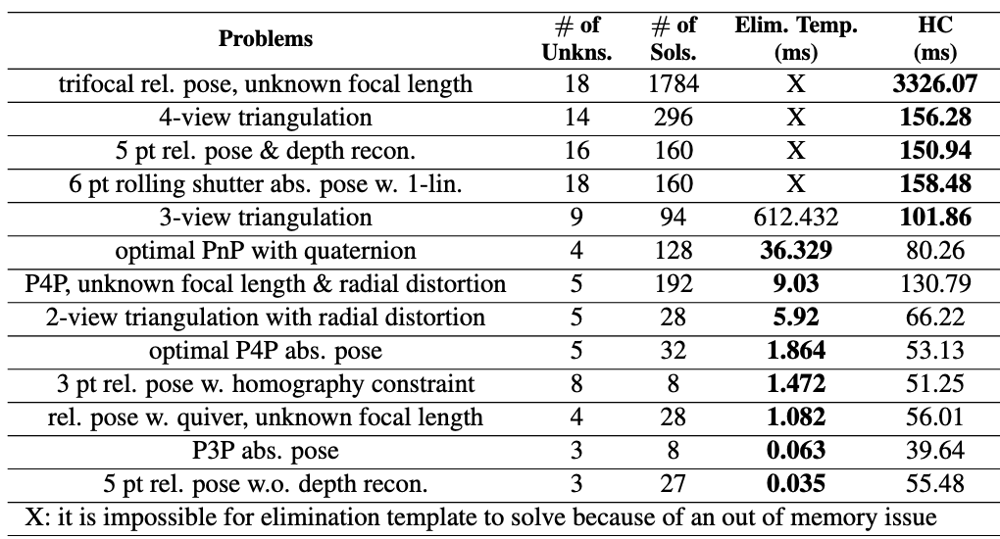 Problems # of Unkns. # of Sols. Elim. Temp. (ms) HC (ms)
trifocal rel. pose, unknown focal length 18 1784 X 3326.07
4-view triangulation 14 296 X 156.28
5 pt rel. pose & depth recon. 16 160 X 150.94
6 pt rolling shutter abs. pose w. 1-lin. 18 160 X 158.48
3-view triangulation 9 94 612.432 101.86
optimal PnP with quaternion 4 128 36.329 80.26
P4P, unknown focal length & radial distortion 5 192 9.03 130.79
2-view triangulation with radial distortion 5 28 5.92 66.22
optimal P4P abs. pose 5 32 1.864 53.13
3 pt rel. pose w. homography constraint 8 8 1.472 51.25
rel. pose w. quiver, unknown focal length 4 28 1.082 56.01
P3P abs. pose 3 8 0.063 39.64
5 pt rel. pose w.o. depth recon. 3 27 0.035 55.48
X: it is impossible for elimination template to solve because of an out of memory issue